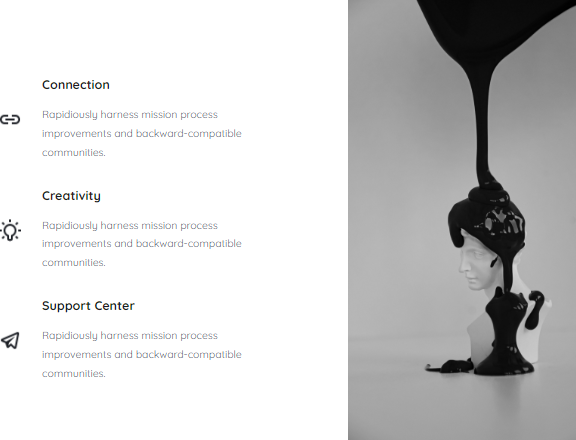 Connection
Rapidiously harness mission process
improvements and backward-compatible
communities.
Creativity
Rapidiously harness mission process
improvements and backward-compatible
communities.
Support Center
Rapidiously harness mission process
improvements and backward-compatible
communities.